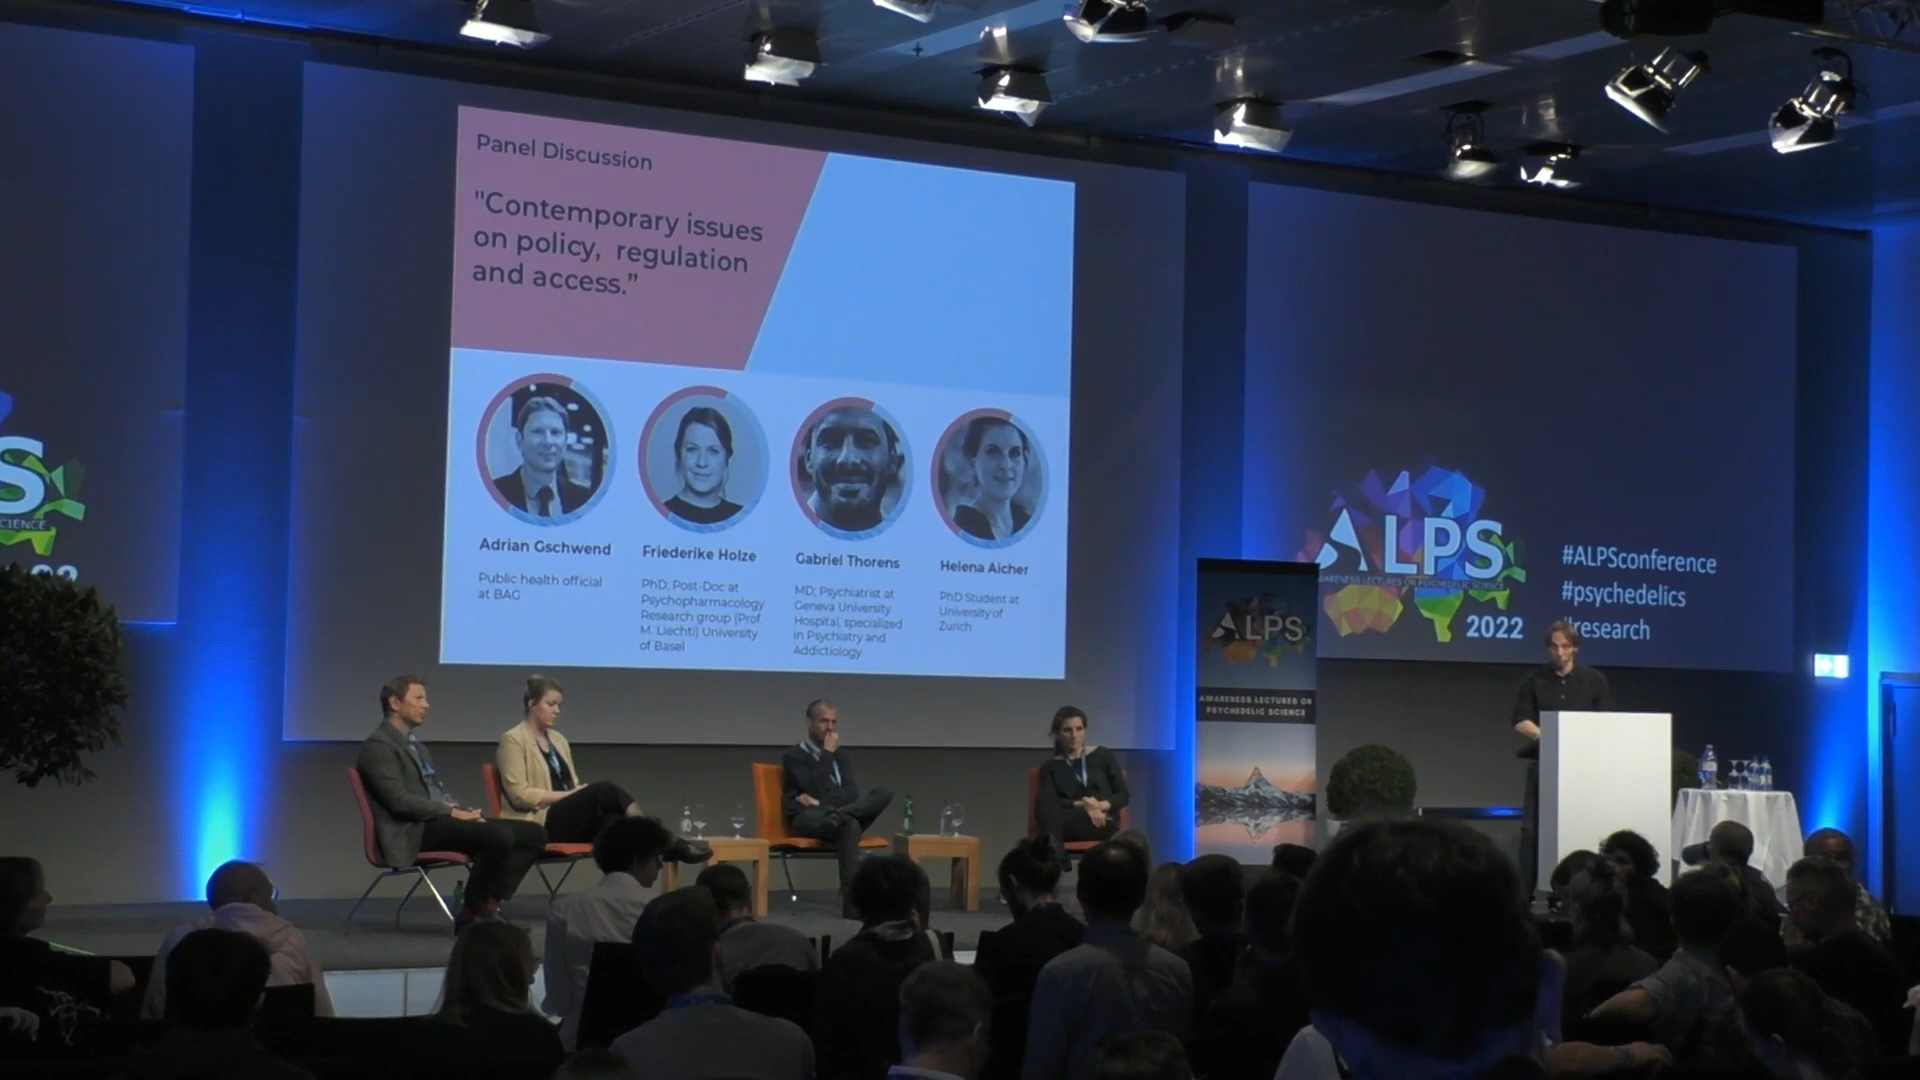 Panel Discussion
"Contemporary issues
on policy, regulation
and access.”
Adrian Gschwend
Public health official
at BAG
Friederike Holze
PhD; Post-Doc at
Psychopharmacology
Research group (Prof.
M. Liechti) University
of Basel
Gabriel Thorens
MD; Psychiatrist at
Geneva University
Hospital, specialized
in Psychiatry and
Addictiology
Helena Aicher
PhD Student at
University of
Zurich
S
CIENCE
ALPS
AWARENESS LECTURES ON PSYCHEDELIC SCIENCE
2022
#ALPSconference
#psychedelics
#research
ALPS
AWARENESS LECTURES ON
PSYCHEDELIC SCIENCE